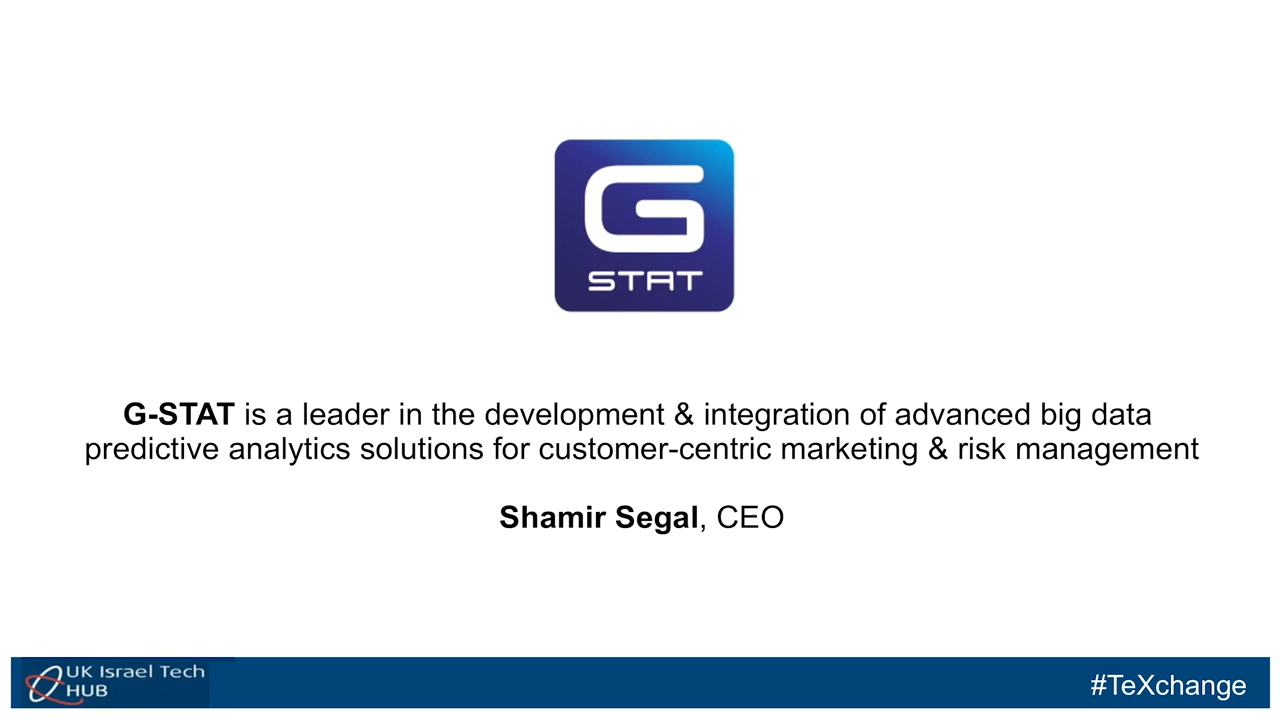 G
STAT
G-STAT is a leader in the development & integration of advanced big data
predictive analytics solutions for customer-centric marketing & risk management
Shamir Segal, CEO
UK Israel Tech
HUB
#TeXchange